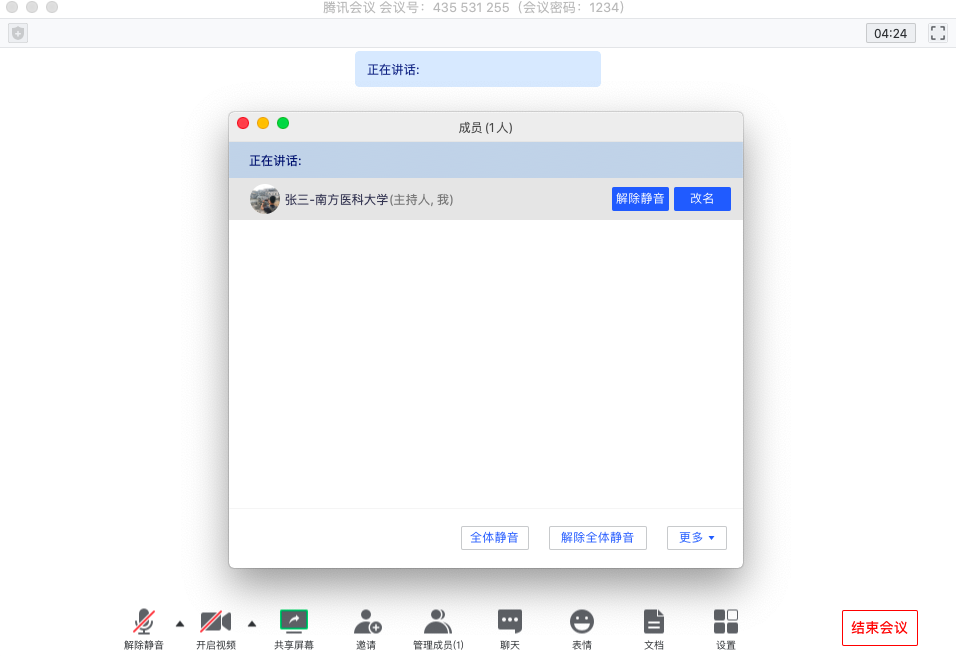 腾讯会议 会议号：435 531 255（会议密码：1234）
04:24
正在讲话:
成员 (1人)
正在讲话:
张三-南方医科大学(主持人, 我) 解除静音 改名
全体静音 解除全体静音 更多
解除静音 开启视频 共享屏幕 邀请 管理成员(1) 聊天 表情 文档 设置 结束会议